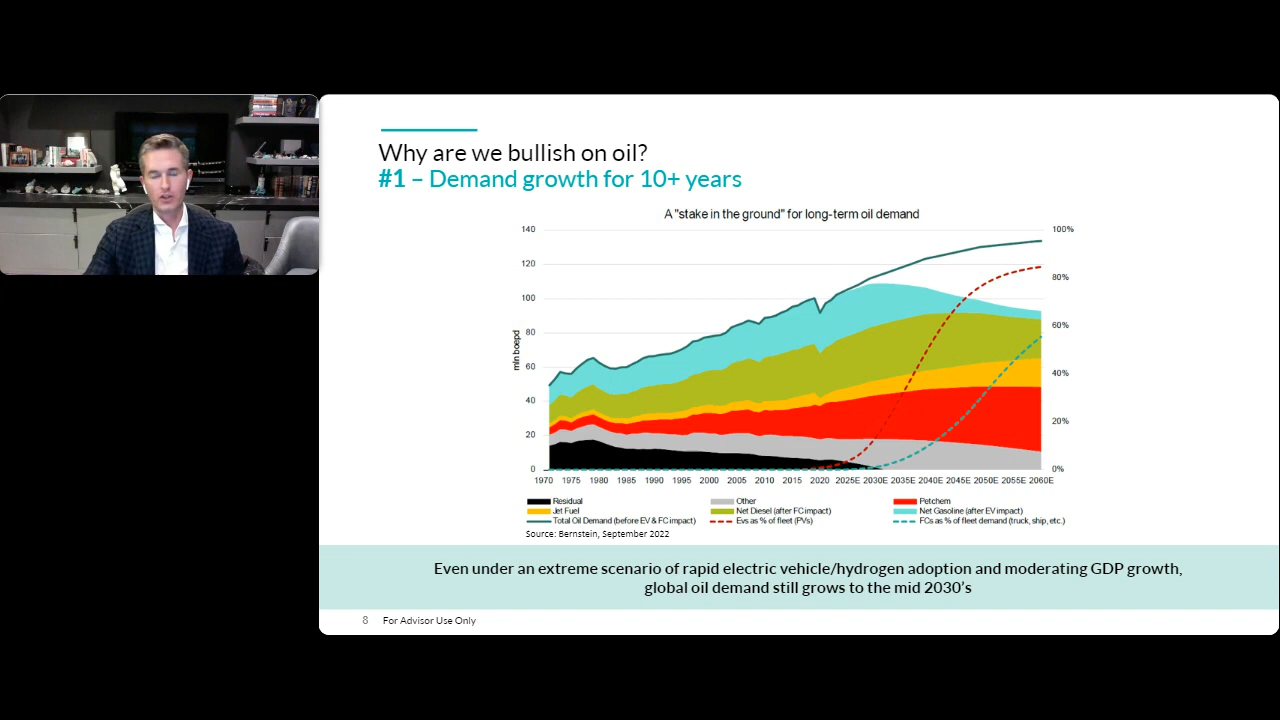 Why are we bullish on oil?
#1 – Demand growth for 10+ years
A "stake in the ground" for long-term oil demand
140
120
100
80
60
40
20
0
mln boepd
100%
80%
60%
40%
20%
0%
1970 1975 1980 1985 1990 1995 2000 2005 2010 2015 2020 2025E 2030E 2035E 2040E 2045E 2050E 2055E 2060E
Residual Other Petchem
Jet Fuel Net Diesel (after FC impact) Net Gasoline (after EV impact)
Total Oil Demand (before EV & FC impact) Evs as % of fleet (PVs) FCs as % of fleet demand (truck, ship, etc.)
Source: Bernstein, September 2022
Even under an extreme scenario of rapid electric vehicle/hydrogen adoption and moderating GDP growth,
global oil demand still grows to the mid 2030's
8 For Advisor Use Only